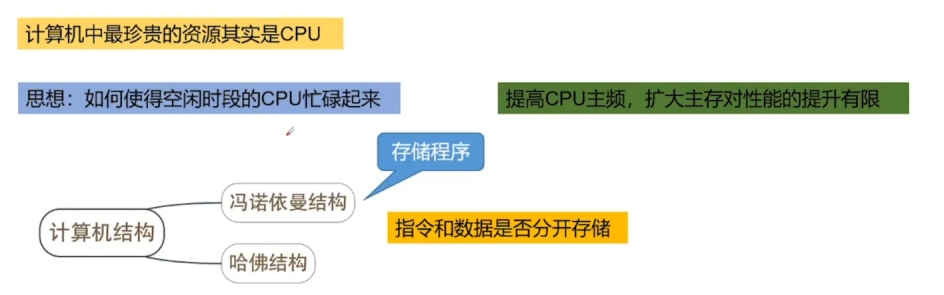 计算机中最珍贵的资源其实是CPU
思想：如何使得空闲时段的CPU忙碌起来
提高CPU主频，扩大主存对性能的提升有限
存储程序
冯诺依曼结构
计算机结构
指令和数据是否分开存储
哈佛结构